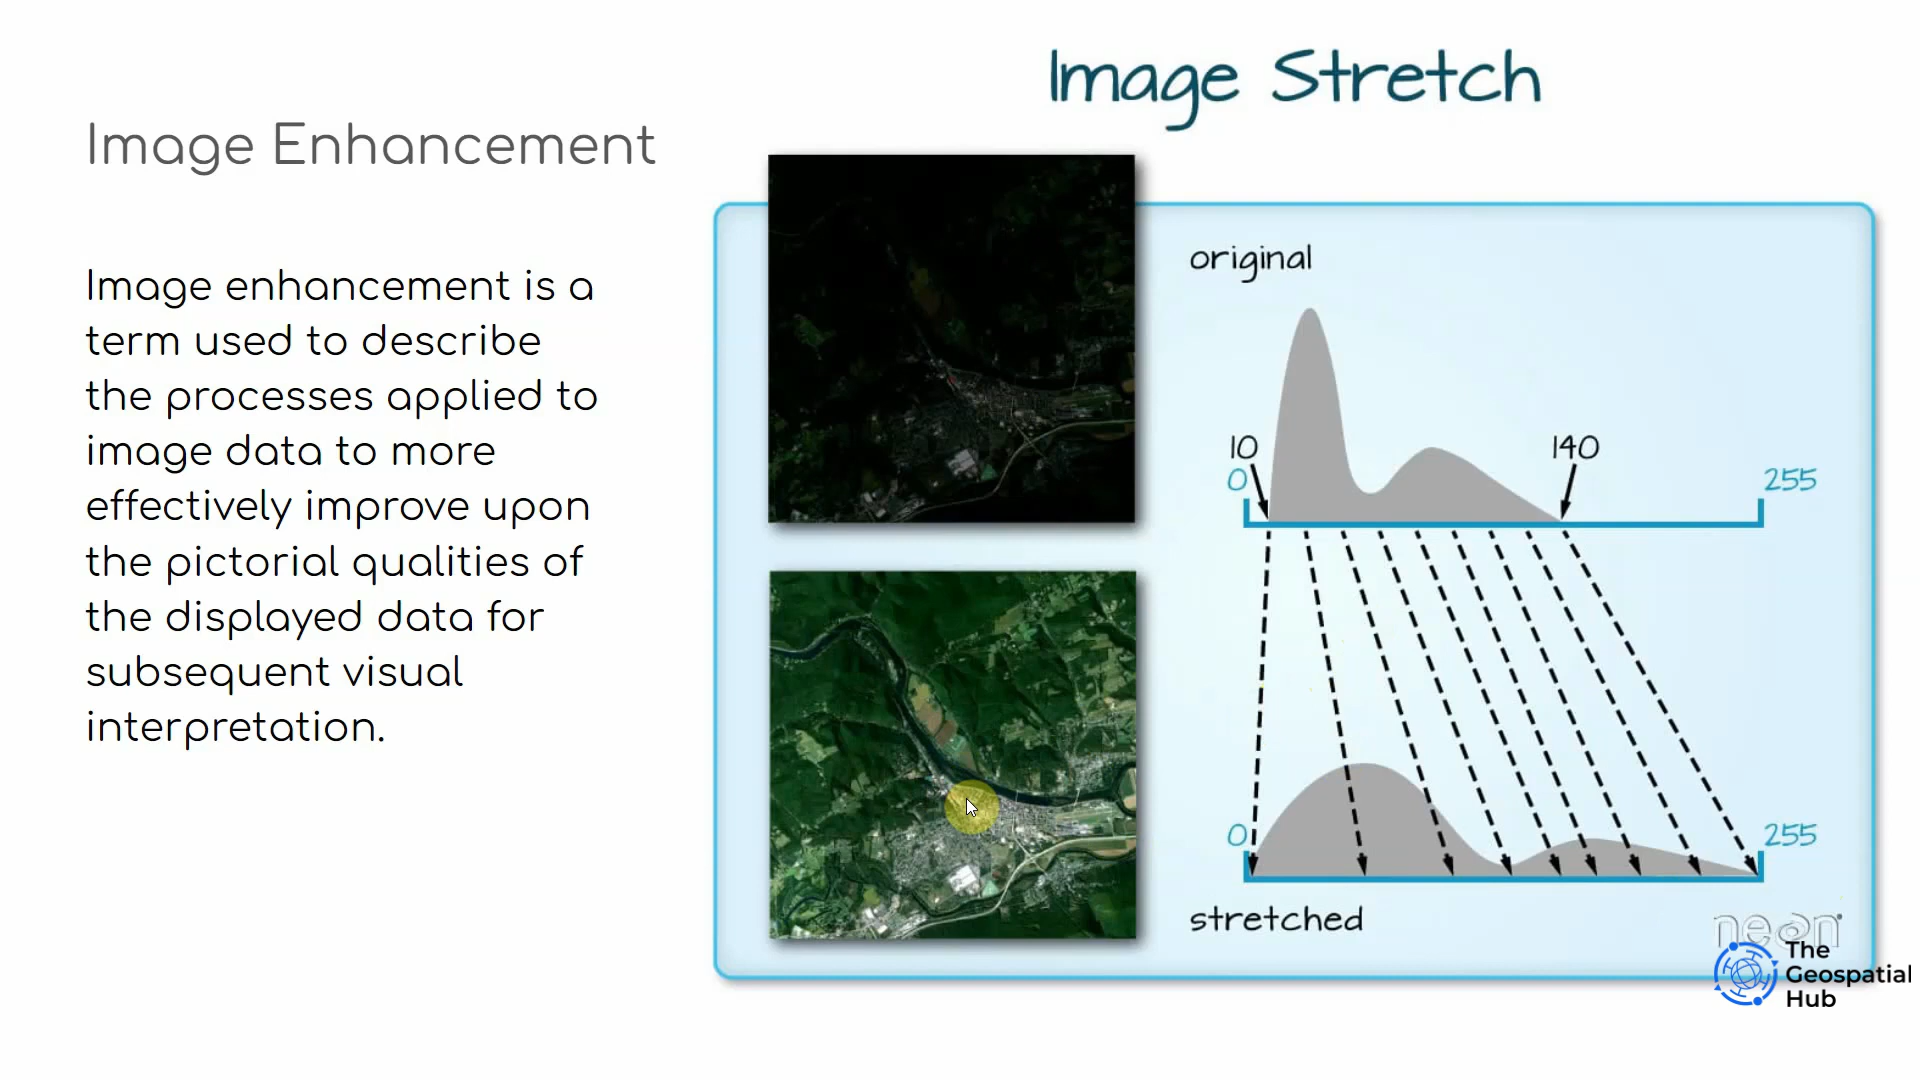 Image Stretch
Image Enhancement
Image enhancement is a
term used to describe
the processes applied to
image data to more
effectively improve upon
the pictorial qualities of
the displayed data for
subsequent visual
interpretation.
original
10
140
0
255
0
255
stretched
neon
The
Geospatial
Hub